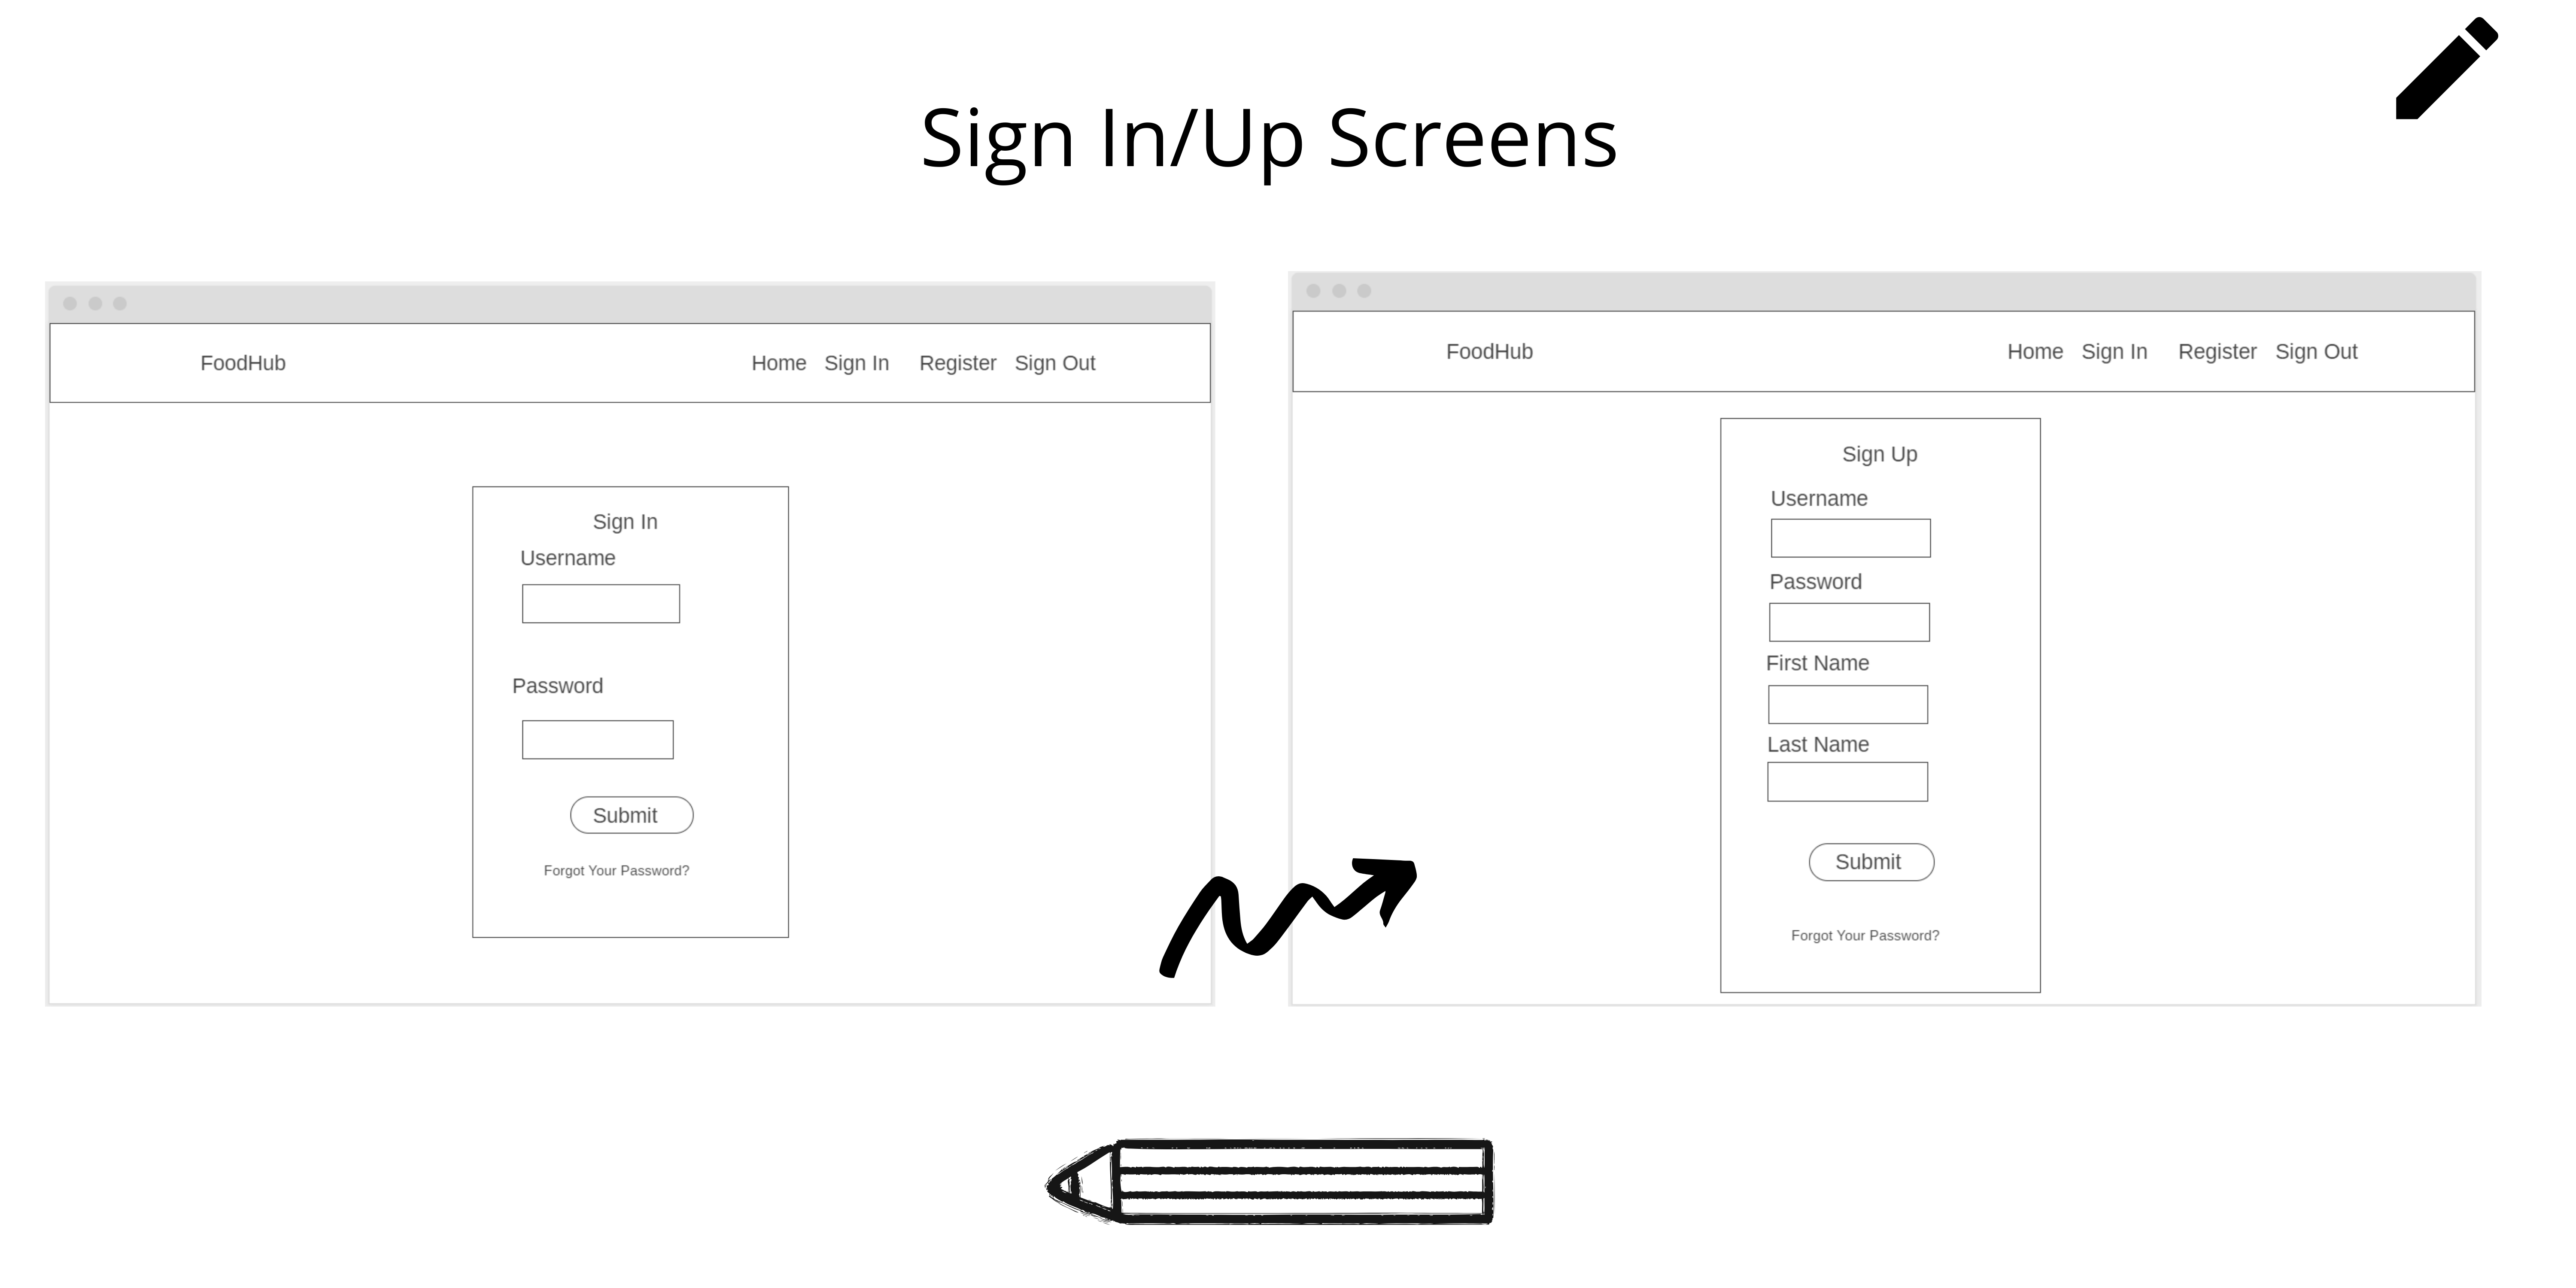 Sign In/Up Screens
FoodHub Home Sign In Register Sign Out
Sign In
Username
Password
Submit
Forgot Your Password?
FoodHub Home Sign In Register Sign Out
Sign Up
Username
Password
First Name
Last Name
Submit
Forgot Your Password?